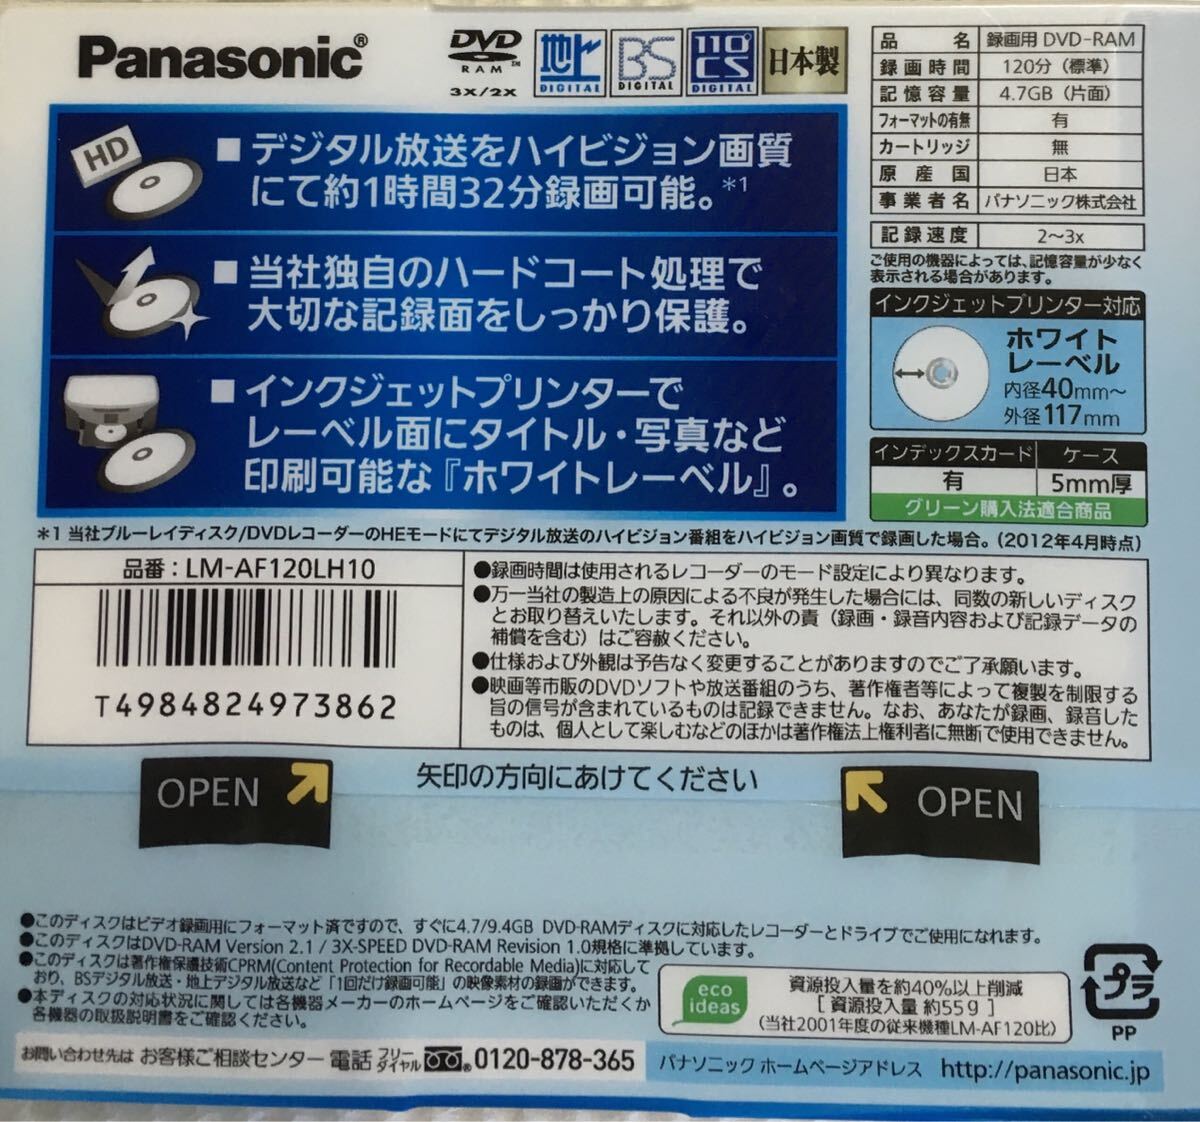 Panasonic®
DVD
RAM™
3X/2X
地上
DIGITAL
BS
DIGITAL
110°
CS
DIGITAL
日本製
HD
■デジタル放送をハイビジョン画質
にて約1時間32分録画可能。*1
■当社独自のハードコート処理で
大切な記録面をしっかり保護。
■インクジェットプリンターで
レーベル面にタイトル・写真など
印刷可能な『ホワイトレーベル』。
品名 録画用 DVD-RAM
録画時間 120分（標準）
記憶容量 4.7GB（片面）
フォーマットの有無 有
カートリッジ 無
原産国 日本
事業者名 パナソニック株式会社
記録速度 2〜3x
ご使用の機器によっては、記憶容量が少なく
表示される場合があります。
インクジェットプリンター対応
ホワイト
レーベル
内径40mm〜
外径117mm
インデックスカード ケース
有 5mm厚
グリーン購入法適合商品
*1 当社ブルーレイディスク/DVDレコーダーのHEモードにてデジタル放送のハイビジョン番組をハイビジョン画質で録画した場合。(2012年4月時点)
品番：LM-AF120LH10
T4984824973862
●録画時間は使用されるレコーダーのモード設定により異なります。
●万一当社の製造上の原因による不良が発生した場合には、同数の新しいディスク
とお取り替えいたします。それ以外の責（録画・録音内容および記録データの
補償を含む）はご容赦ください。
●仕様および外観は予告なく変更することがありますのでご了承願います。
●映画等市販のDVDソフトや放送番組のうち、著作権者等によって複製を制限する
旨の信号が含まれているものは記録できません。なお、あなたが録画、録音した
ものは、個人として楽しむなどのほかは著作権法上権利者に無断で使用できません。
OPEN
矢印の方向にあけてください
OPEN
●このディスクはビデオ録画用にフォーマット済ですので、すぐに4.7/9.4GB DVD-RAMディスクに対応したレコーダーとドライブでご使用になれます。
●このディスクはDVD-RAM Version 2.1 / 3X-SPEED DVD-RAM Revision 1.0規格に準拠しています。
●このディスクは著作権保護技術CPRM(Content Protection for Recordable Media)に対応して
おり、BSデジタル放送・地上デジタル放送など「1回だけ録画可能」の映像素材の録画ができます。
●本ディスクの対応状況に関しては各機器メーカーのホームページをご確認いただくか
各機器の取扱説明書をご確認ください。
eco
ideas
資源投入量を約40%以上削減
[ 資源投入量 約55g ]
(当社2001年度の従来機種LM-AF120比)
プラ
PP
お問い合わせ先は お客様ご相談センター 電話 フリーダイヤル 0120-878-365
パナソニック ホームページアドレス http://panasonic.jp